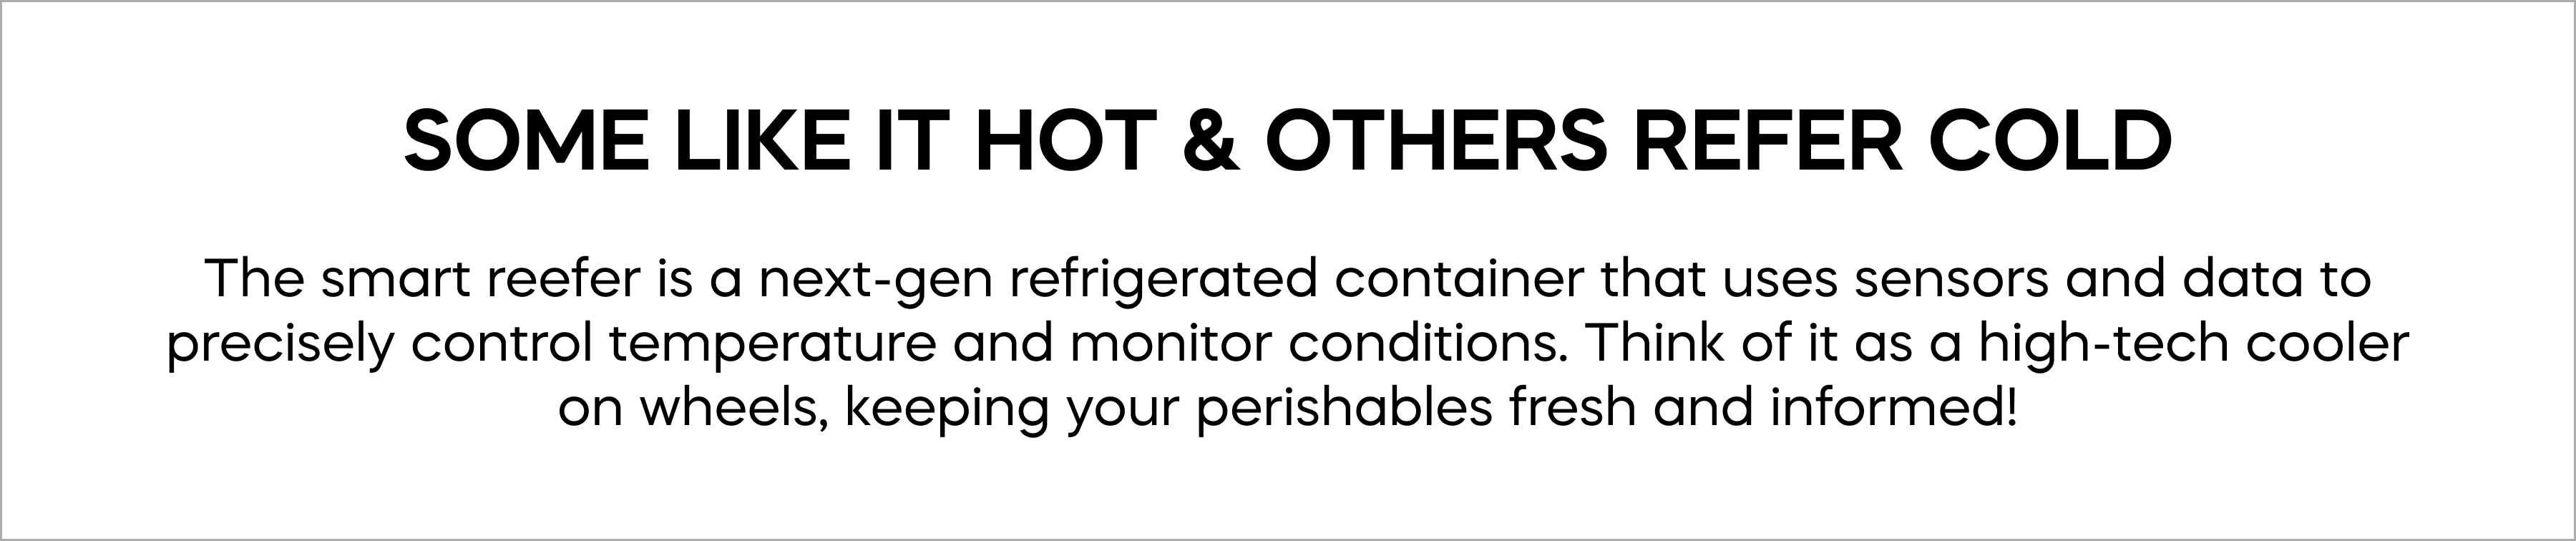 SOME LIKE IT HOT & OTHERS REFER COLD
The smart reefer is a next-gen refrigerated container that uses sensors and data to
precisely control temperature and monitor conditions. Think of it as a high-tech cooler
on wheels, keeping your perishables fresh and informed!